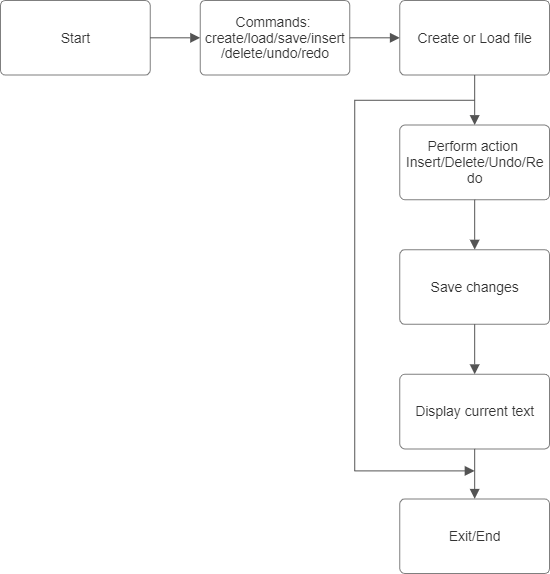 Start
Commands:
create/load/save/insert
/delete/undo/redo
Create or Load file
Perform action
Insert/Delete/Undo/Re
do
Save changes
Display current text
Exit/End